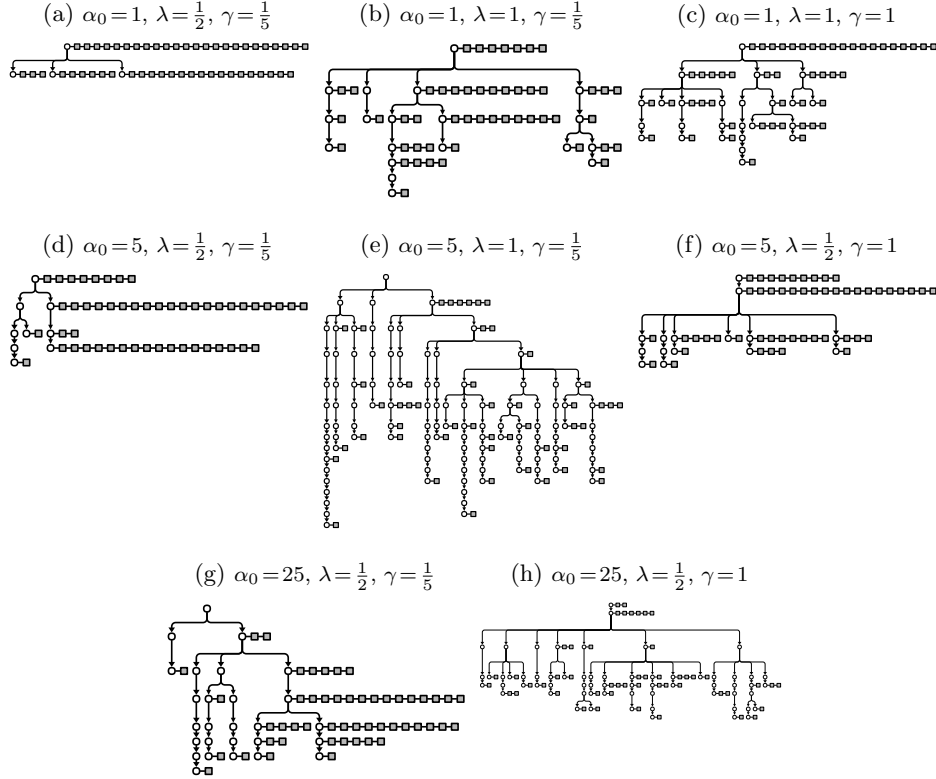 (a) α₀=1, λ=½, γ=⅕
(b) α₀=1, λ=1, γ=⅕
(c) α₀=1, λ=1, γ=1
(d) α₀=5, λ=½, γ=⅕
(e) α₀=5, λ=1, γ=⅕
(f) α₀=5, λ=½, γ=1
(g) α₀=25, λ=½, γ=⅕
(h) α₀=25, λ=½, γ=1